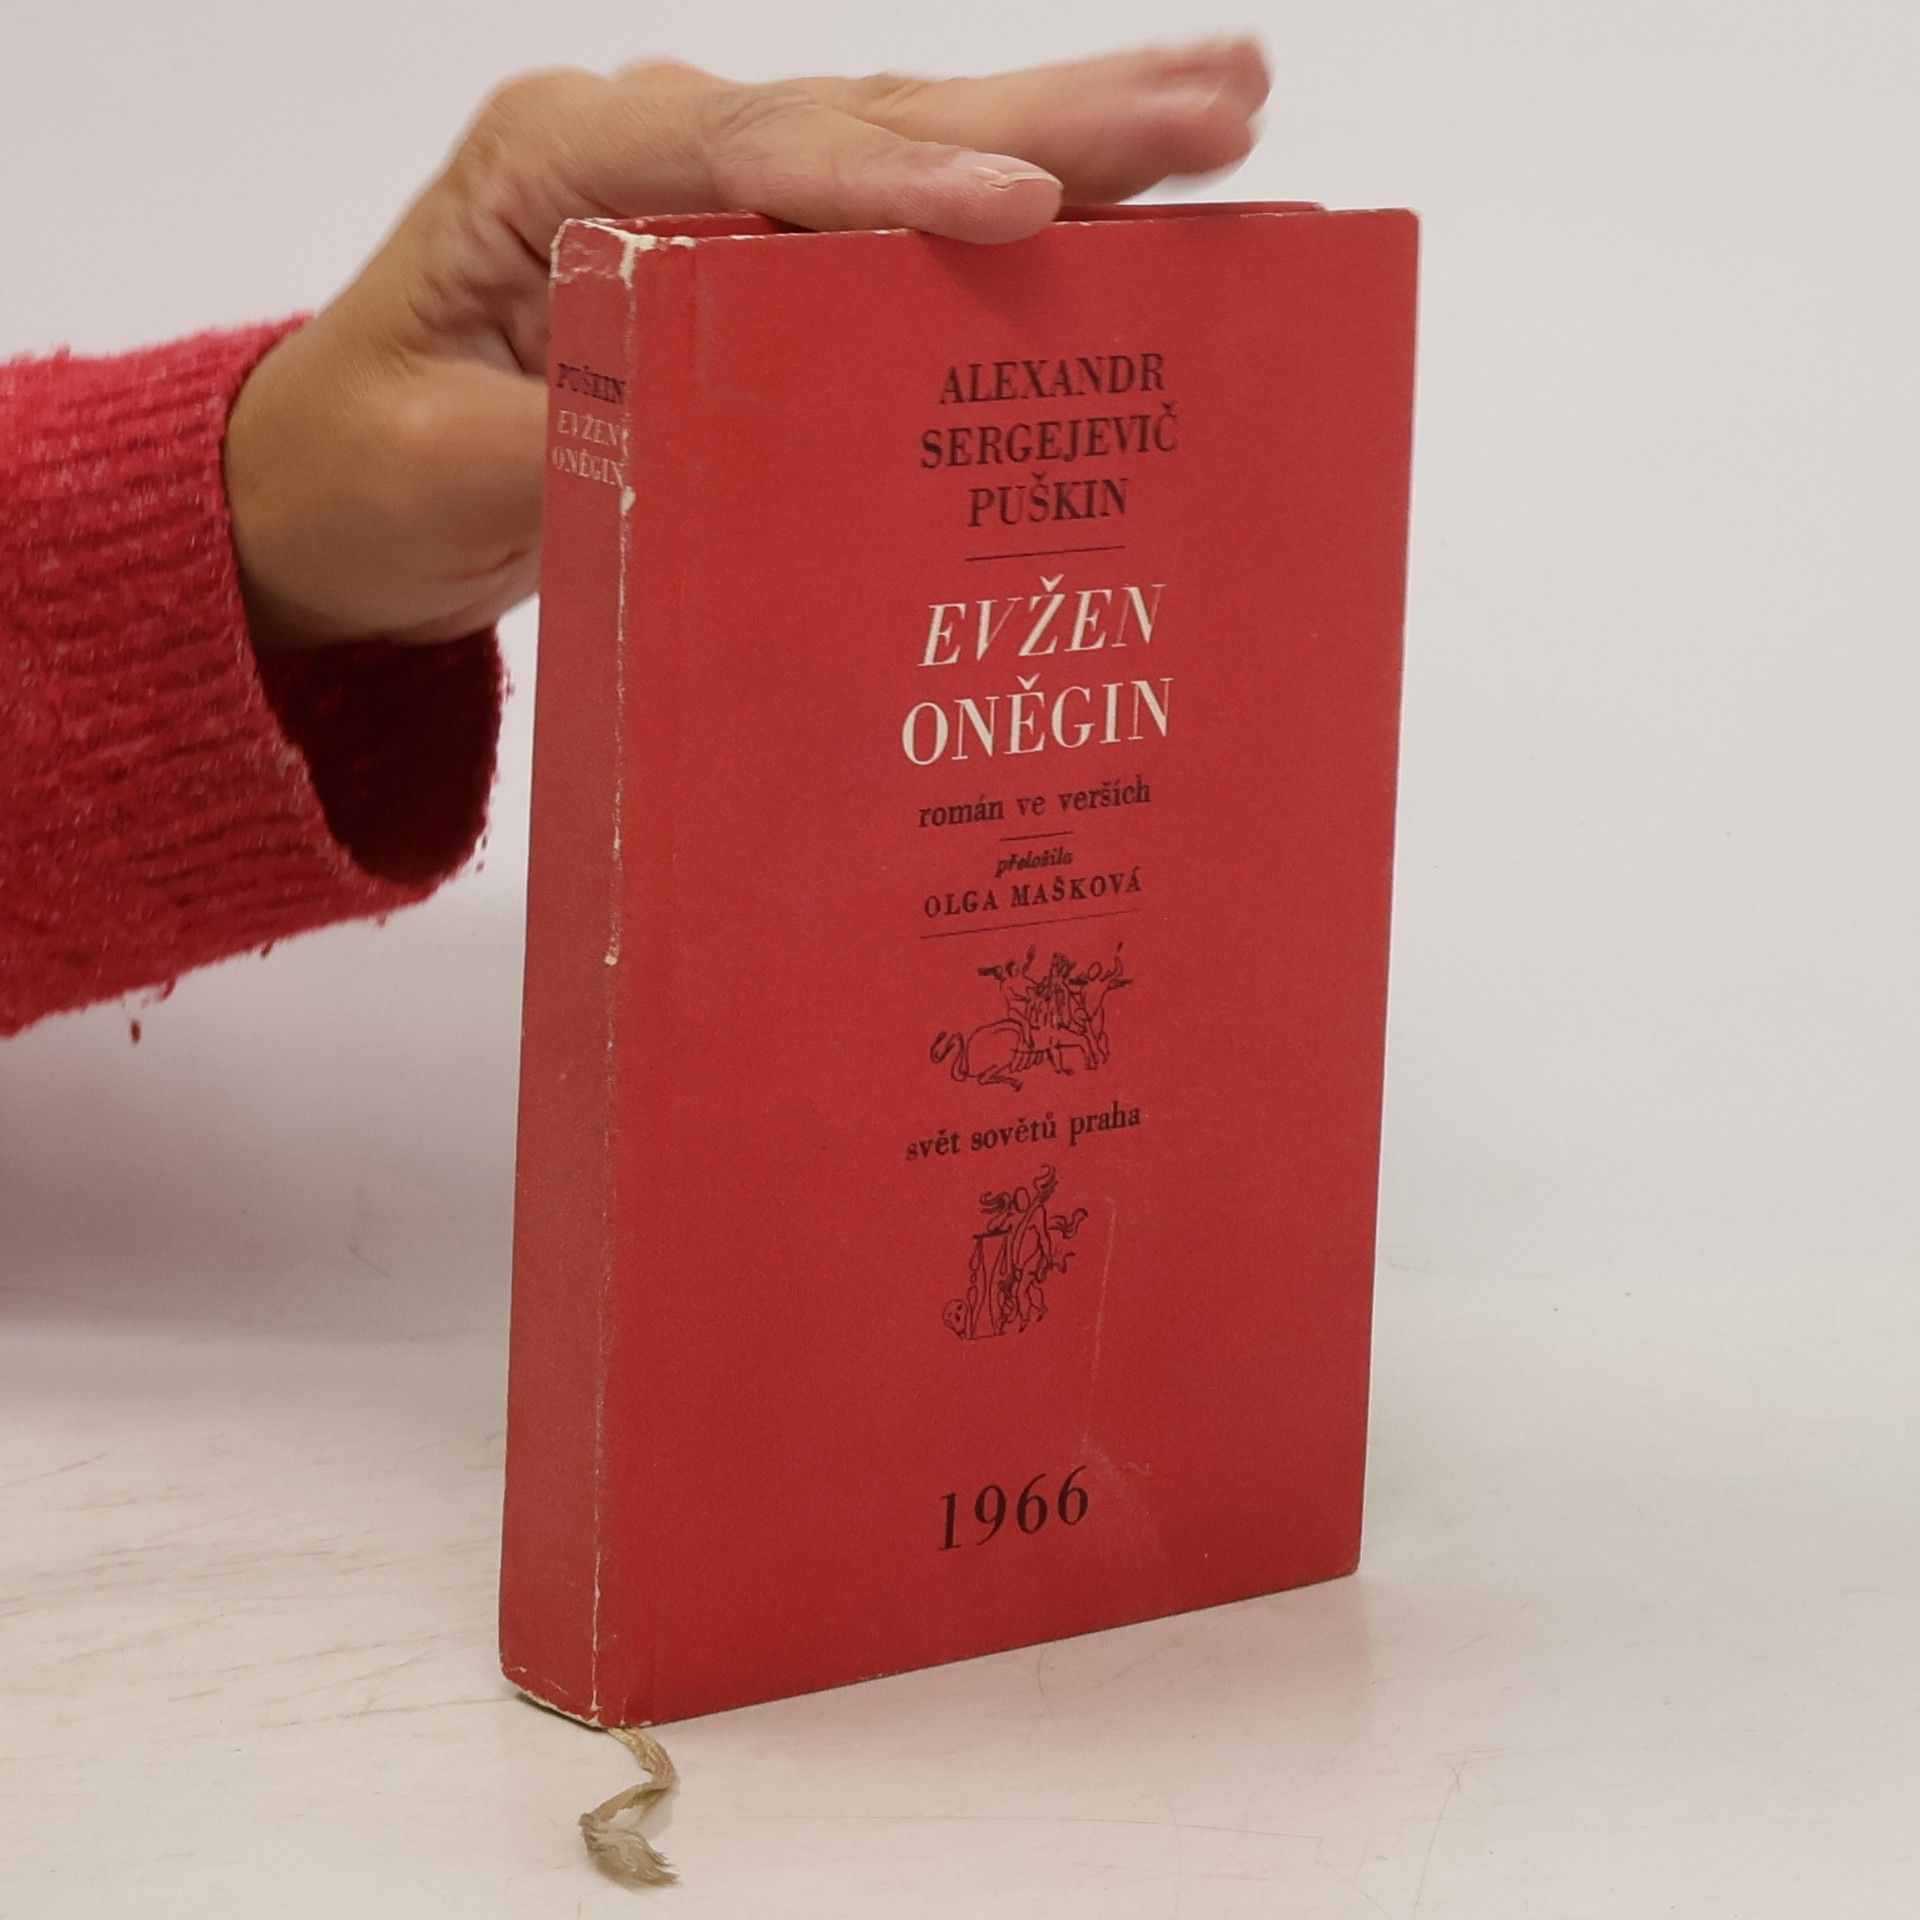 PUŠKIN
EVŽEN
ONĚGIN
ALEXANDR
SERGEJEVIČ
PUŠKIN
EVŽEN
ONĚGIN
román ve verších
přeložila
OLGA MAŠKOVÁ
svět sovětů praha
1966